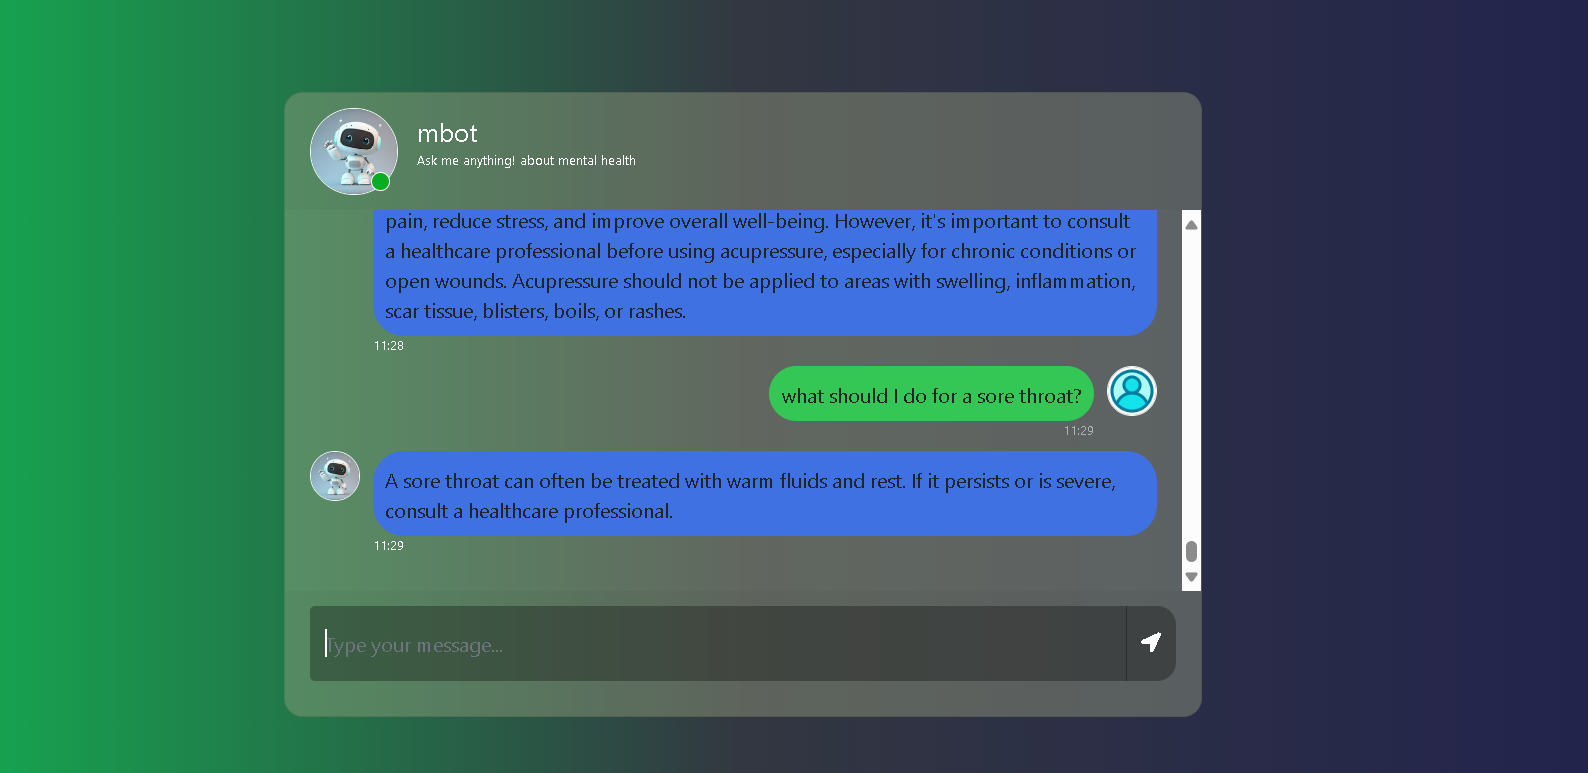 mbot
Ask me anything! about mental health
pain, reduce stress, and improve overall well-being. However, it's important to consult
a healthcare professional before using acupressure, especially for chronic conditions or
open wounds. Acupressure should not be applied to areas with swelling, inflammation,
scar tissue, blisters, boils, or rashes.
11:28
what should I do for a sore throat?
11:29
A sore throat can often be treated with warm fluids and rest. If it persists or is severe,
consult a healthcare professional.
11:29
Type your message...